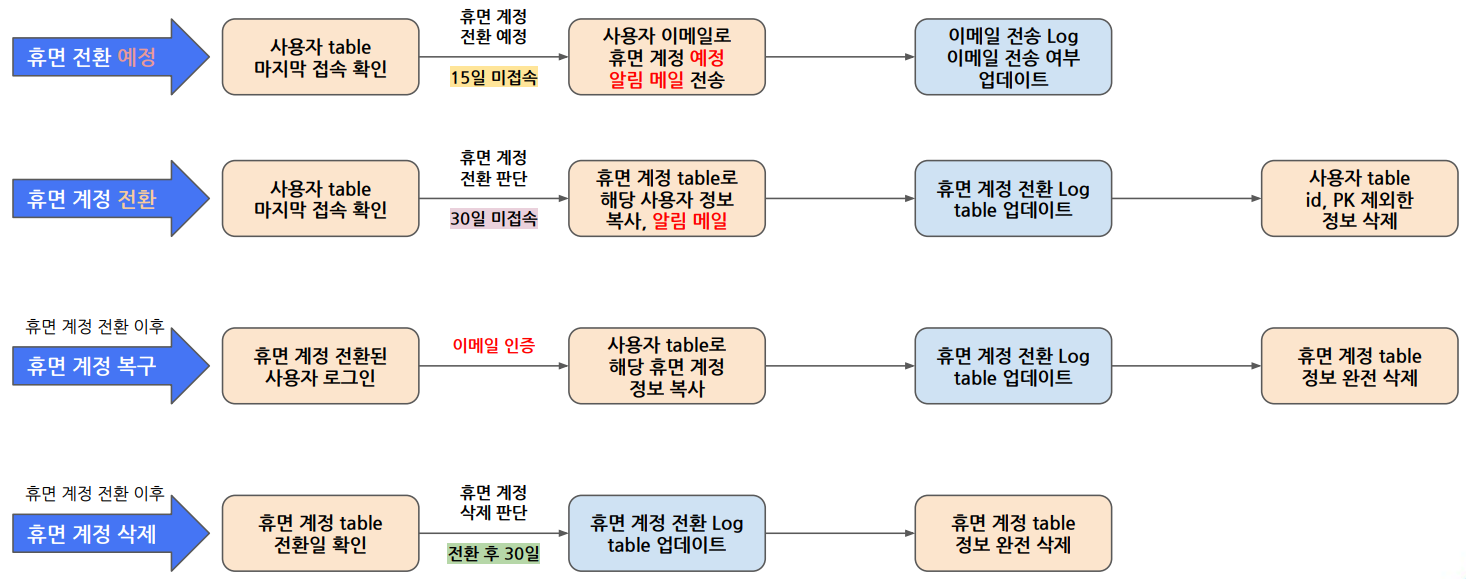 휴면 전환 예정
사용자 table
마지막 접속 확인
휴면 계정
전환 예정
15일 미접속
사용자 이메일로
휴면 계정 예정
알림 메일 전송
이메일 전송 Log
이메일 전송 여부
업데이트
휴면 계정 전환
사용자 table
마지막 접속 확인
휴면 계정
전환 판단
30일 미접속
휴면 계정 table로
해당 사용자 정보
복사, 알림 메일
휴면 계정 전환 Log
table 업데이트
사용자 table
id, PK 제외한
정보 삭제
휴면 계정 전환 이후
휴면 계정 복구
휴면 계정 전환된
사용자 로그인
이메일 인증
사용자 table로
해당 휴면 계정
정보 복사
휴면 계정 전환 Log
table 업데이트
휴면 계정 table
정보 완전 삭제
휴면 계정 전환 이후
휴면 계정 삭제
휴면 계정 table
전환일 확인
휴면 계정
삭제 판단
전환 후 30일
휴면 계정 전환 Log
table 업데이트
휴면 계정 table
정보 완전 삭제